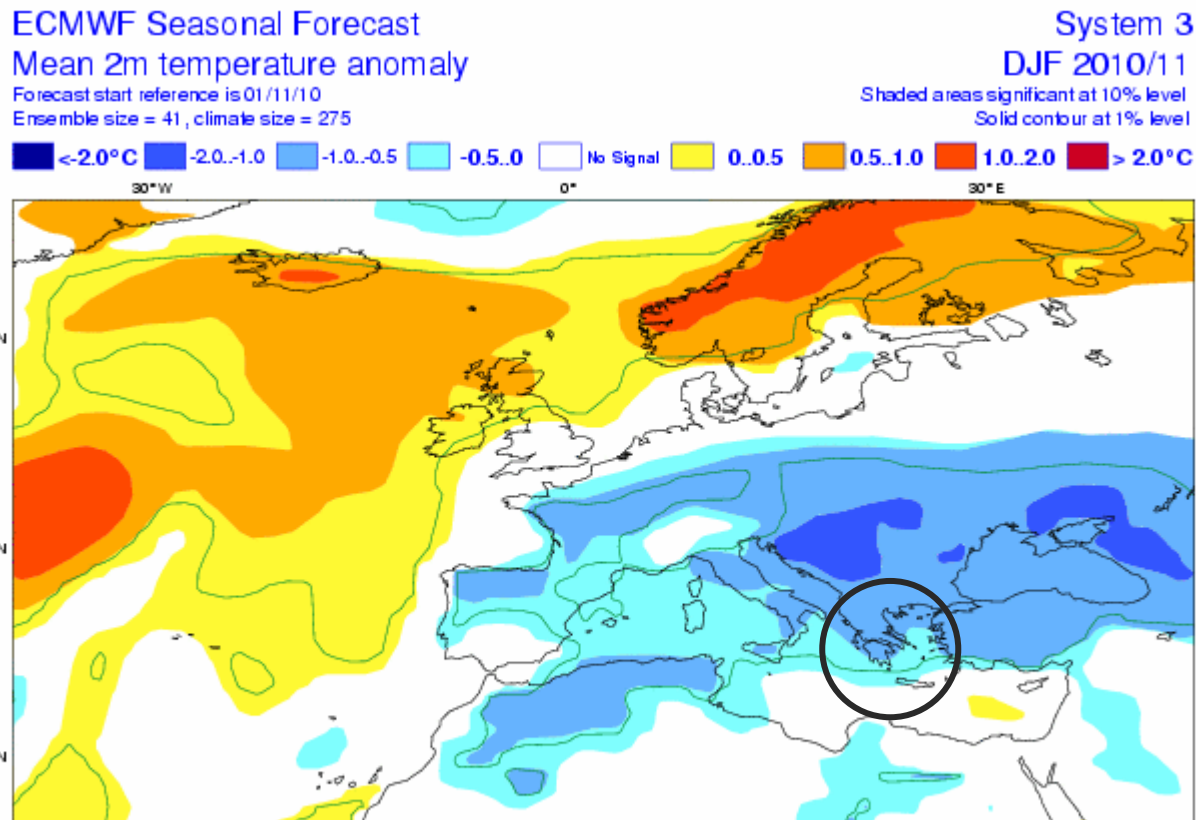 ECMWF Seasonal Forecast
System 3
Mean 2m temperature anomaly
DJF 2010/11
Forecast start reference is 01/11/10
Shaded areas significant at 10% level
Ensemble size = 41, climate size = 275
Solid contour at 1% level
<-2.0°C -2.0..-1.0 -1.0..-0.5 -0.5..0 No Signal 0..0.5 0.5..1.0 1.0..2.0 > 2.0°C
30°W 0° 30°E
N
N
N